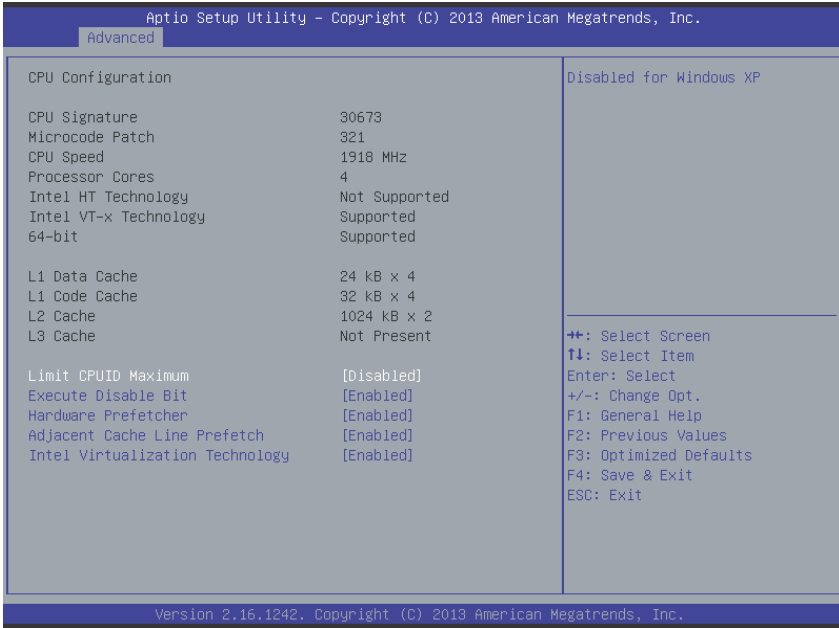 Aptio Setup Utility – Copyright (C) 2013 American Megatrends, Inc.
Advanced
CPU Configuration
CPU Signature 30673
Microcode Patch 321
CPU Speed 1918 MHz
Processor Cores 4
Intel HT Technology Not Supported
Intel VT-x Technology Supported
64-bit Supported
L1 Data Cache 24 kB x 4
L1 Code Cache 32 kB x 4
L2 Cache 1024 kB x 2
L3 Cache Not Present
Limit CPUID Maximum [Disabled]
Execute Disable Bit [Enabled]
Hardware Prefetcher [Enabled]
Adjacent Cache Line Prefetch [Enabled]
Intel Virtualization Technology [Enabled]
Disabled for Windows XP
→←: Select Screen
↑↓: Select Item
Enter: Select
+/-: Change Opt.
F1: General Help
F2: Previous Values
F3: Optimized Defaults
F4: Save & Exit
ESC: Exit
Version 2.16.1242. Copyright (C) 2013 American Megatrends, Inc.